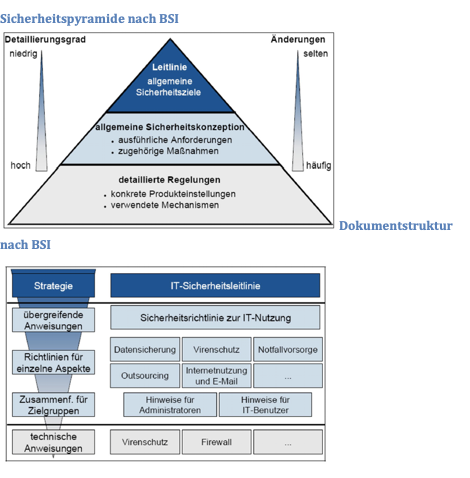 Sicherheitspyramide nach BSI
Detaillierungsgrad
Änderungen
niedrig
selten
Leitlinie
allgemeine
Sicherheitsziele
allgemeine Sicherheitskonzeption
• ausführliche Anforderungen
• zugehörige Maßnahmen
hoch
häufig
detaillierte Regelungen
• konkrete Produkteinstellungen
• verwendete Mechanismen
Dokumentstruktur
nach BSI
Strategie
IT-Sicherheitsleitlinie
übergreifende
Anweisungen
Sicherheitsrichtlinie zur IT-Nutzung
Richtlinien für
einzelne Aspekte
Datensicherung
Virenschutz
Notfallvorsorge
Outsourcing
Internetnutzung
und E-Mail
...
Zusammenf. für
Zielgruppen
Hinweise für
Administratoren
Hinweise für
IT-Benutzer
technische
Anweisungen
Virenschutz
Firewall
...